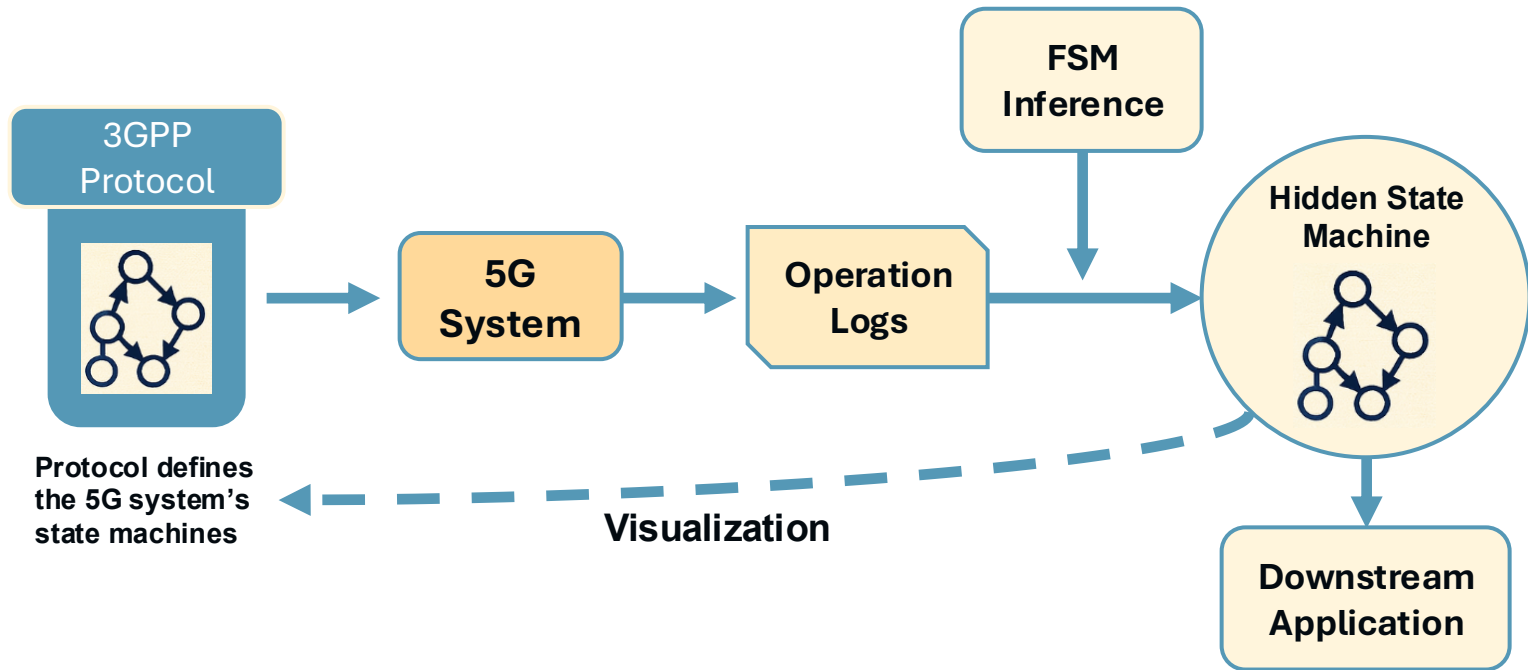 3GPP
Protocol
Protocol defines
the 5G system’s
state machines
5G
System
Operation
Logs
FSM
Inference
Hidden State
Machine
Visualization
Downstream
Application